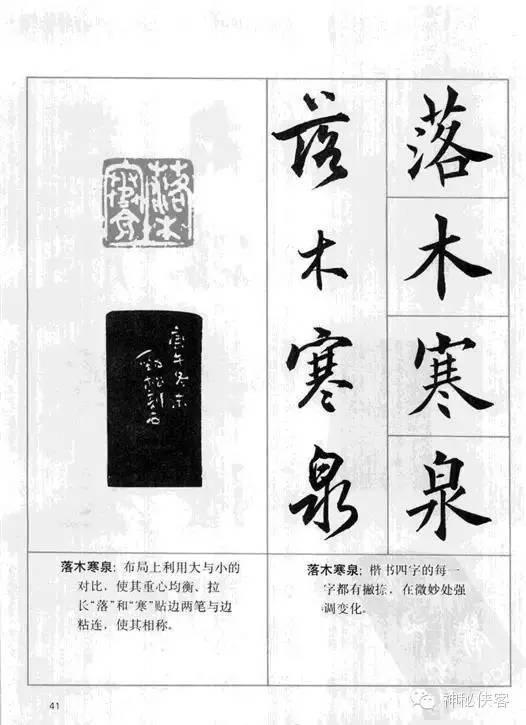 落木寒泉
庚午冬末
落木寒泉
落木寒泉
落木寒泉：布局上利用大与小的
对比，使其重心均衡、拉
长“落”和“寒”贴边两笔与边
粘连，使其相称。
落木寒泉：楷书四字的每一
字都有撇捺，在微妙处强
调变化。
41
神秘侠客